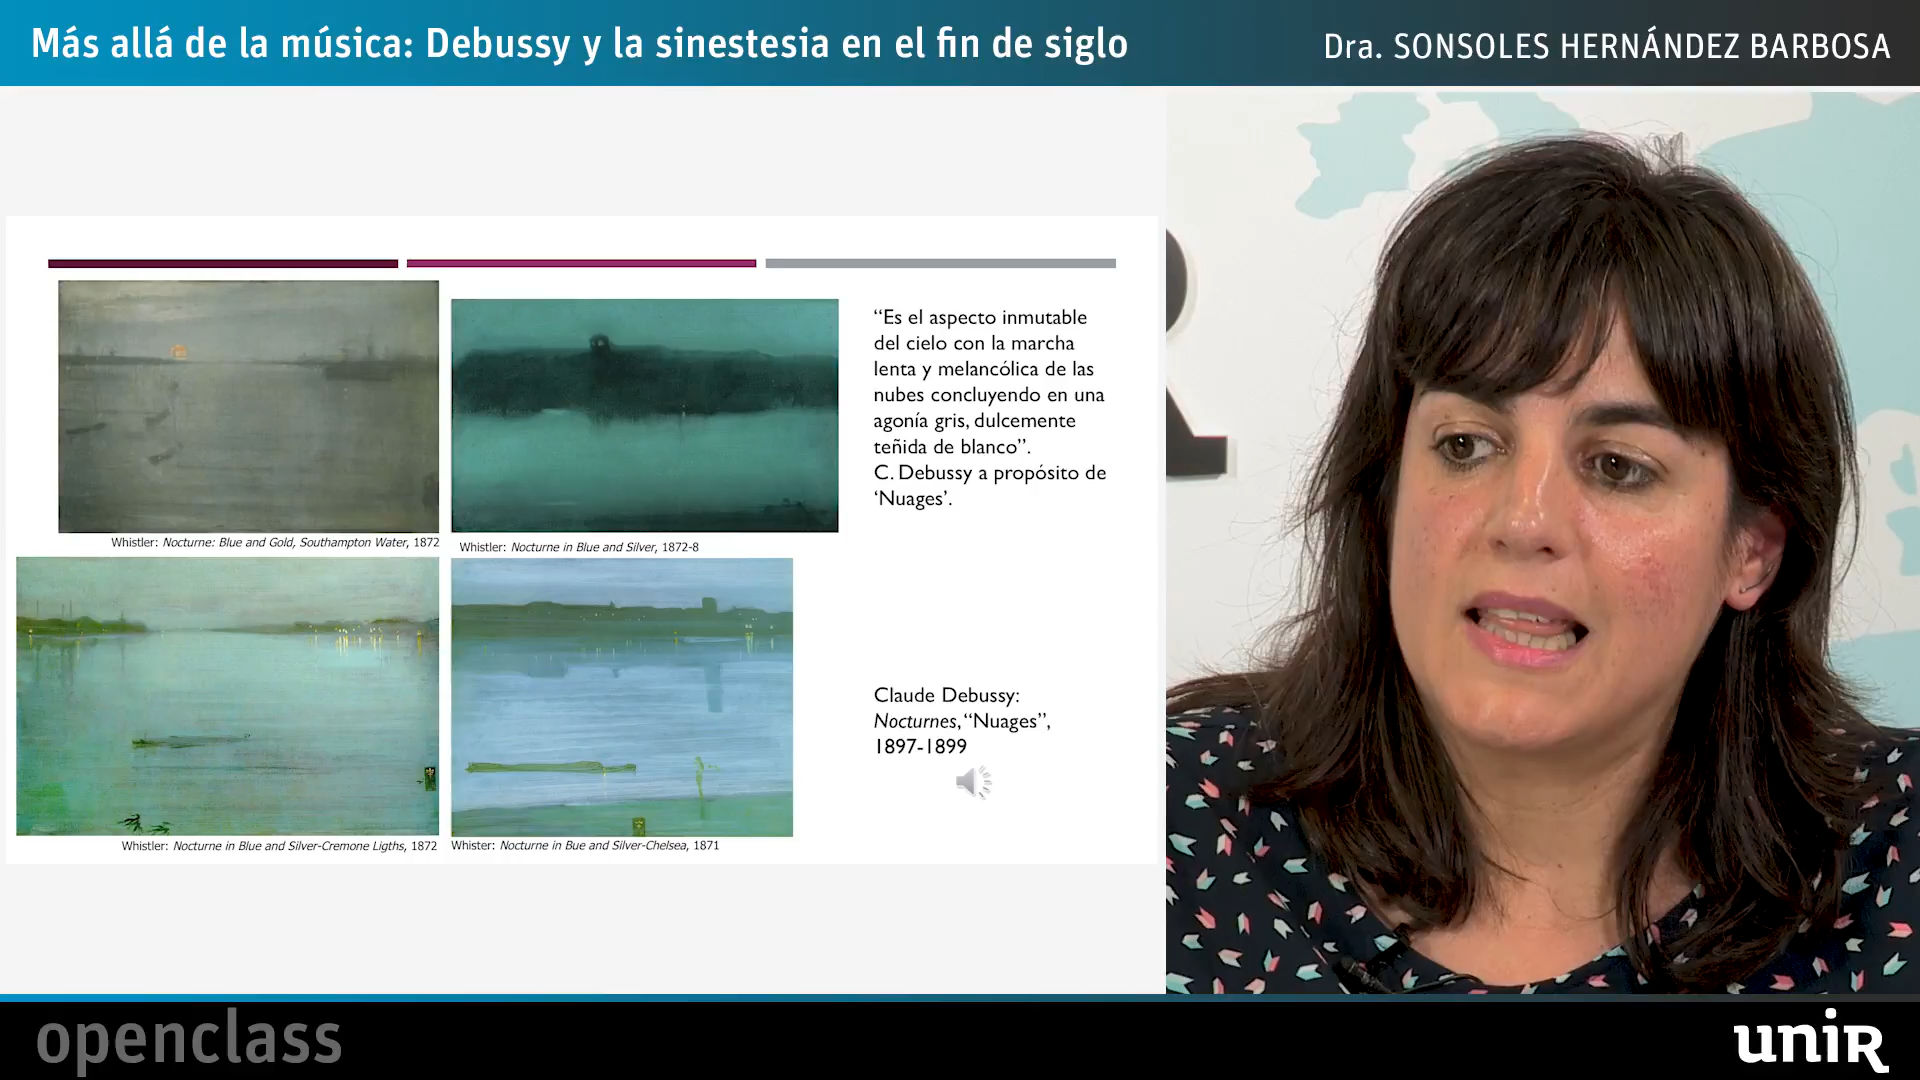 Más allá de la música: Debussy y la sinestesia en el fin de siglo
Dra. SONSOLES HERNÁNDEZ BARBOSA
Whistler: Nocturne: Blue and Gold, Southampton Water, 1872
Whistler: Nocturne in Blue and Silver, 1872-8
Whistler: Nocturne in Blue and Silver-Cremone Ligths, 1872
Whister: Nocturne in Bue and Silver-Chelsea, 1871
“Es el aspecto inmutable
del cielo con la marcha
lenta y melancólica de las
nubes concluyendo en una
agonía gris, dulcemente
teñida de blanco”.
C. Debussy a propósito de
‘Nuages’.
Claude Debussy:
Nocturnes, “Nuages”,
1897-1899
R
openclass
uniR